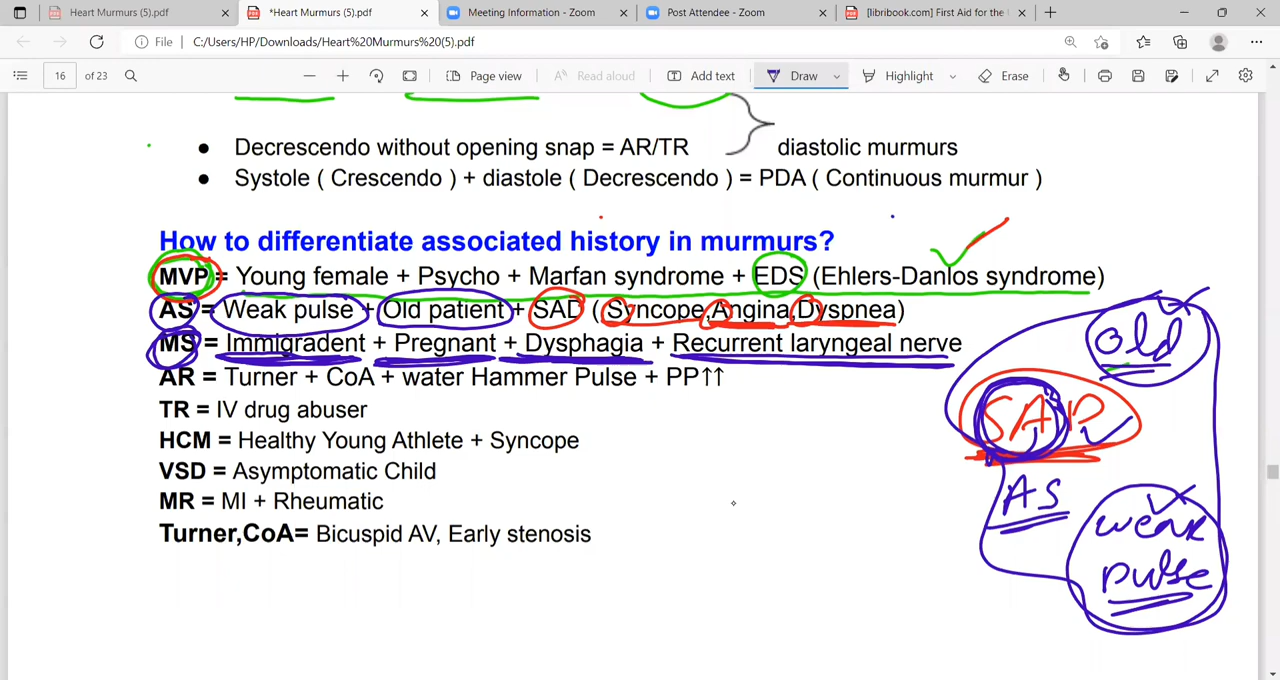 Heart Murmurs (5).pdf
*Heart Murmurs (5).pdf
Meeting Information - Zoom
Post Attendee - Zoom
[libribook.com] First Aid for the
File
C:/Users/HP/Downloads/Heart%20Murmurs%20(5).pdf
16 of 23
Page view
Read aloud
Add text
Draw
Highlight
Erase
● Decrescendo without opening snap = AR/TR
diastolic murmurs
● Systole ( Crescendo ) + diastole ( Decrescendo ) = PDA ( Continuous murmur )
How to differentiate associated history in murmurs?
MVP = Young female + Psycho + Marfan syndrome + EDS (Ehlers-Danlos syndrome)
AS = Weak pulse + Old patient + SAD ( Syncope,Angina,Dyspnea)
MS = Immigradent + Pregnant + Dysphagia + Recurrent laryngeal nerve
AR = Turner + CoA + water Hammer Pulse + PP↑↑
TR = IV drug abuser
HCM = Healthy Young Athlete + Syncope
VSD = Asymptomatic Child
MR = MI + Rheumatic
Turner,CoA= Bicuspid AV, Early stenosis
Old
SAD
AS
weak
pulse